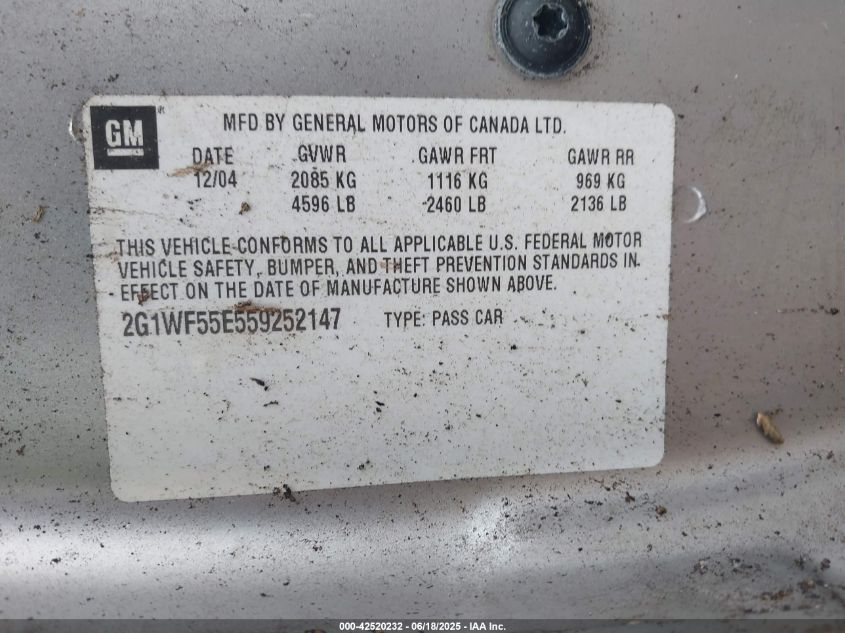 GM
MFD BY GENERAL MOTORS OF CANADA LTD.
DATE GVWR GAWR FRT GAWR RR
12/04 2085 KG 1116 KG 969 KG
4596 LB 2460 LB 2136 LB
THIS VEHICLE CONFORMS TO ALL APPLICABLE U.S. FEDERAL MOTOR
VEHICLE SAFETY, BUMPER, AND THEFT PREVENTION STANDARDS IN
EFFECT ON THE DATE OF MANUFACTURE SHOWN ABOVE.
2G1WF55E559252147 TYPE: PASS CAR
000-42520232 - 06/18/2025 - IAA Inc.